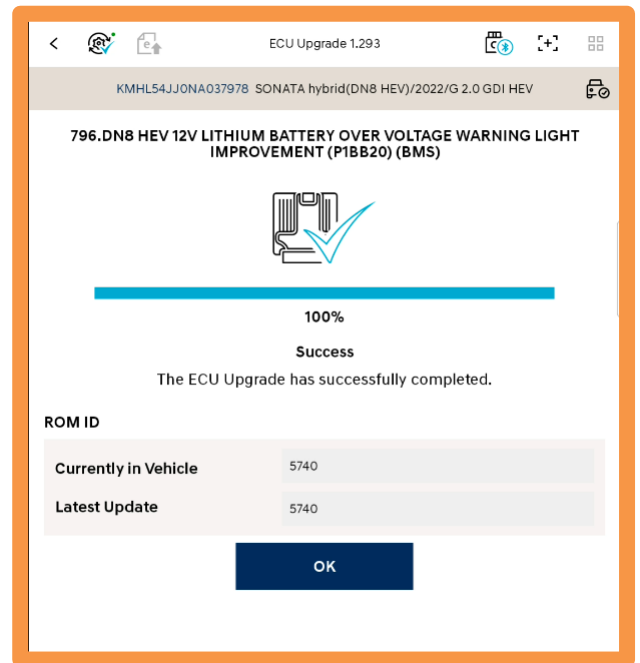 ECU Upgrade 1.293
KMHL54JJ0NA037978 SONATA hybrid(DN8 HEV)/2022/G 2.0 GDI HEV
796.DN8 HEV 12V LITHIUM BATTERY OVER VOLTAGE WARNING LIGHT
IMPROVEMENT (P1BB20) (BMS)
100%
Success
The ECU Upgrade has successfully completed.
ROM ID
Currently in Vehicle 5740
Latest Update 5740
OK